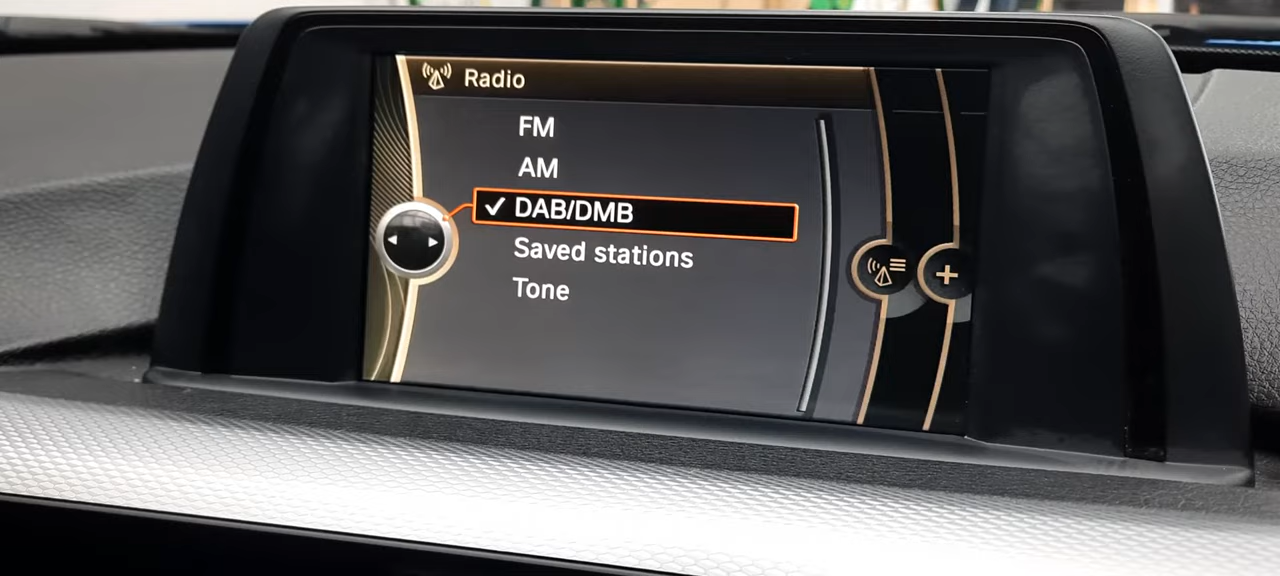 Radio
FM
AM
✓ DAB/DMB
Saved stations
Tone